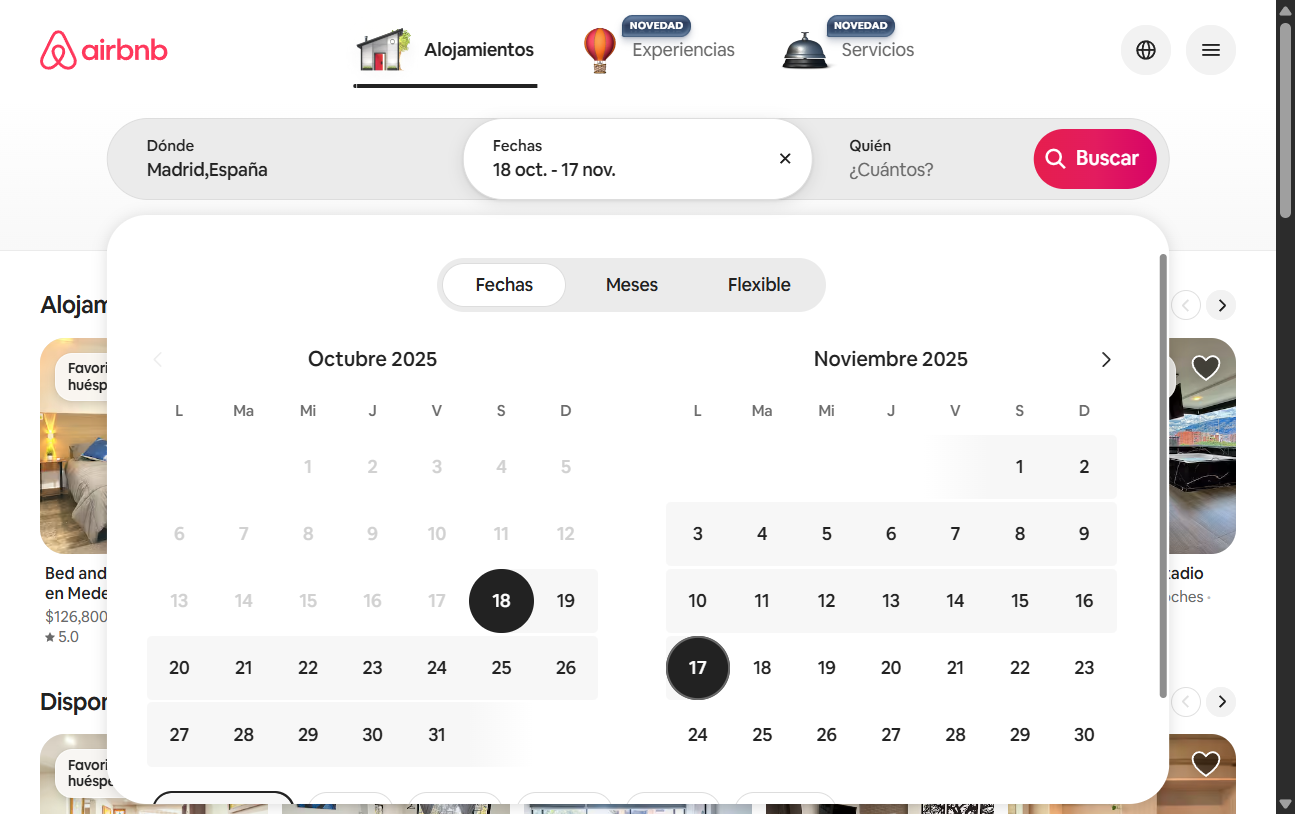 airbnb
Alojamientos
NOVEDAD
Experiencias
NOVEDAD
Servicios
Dónde
Madrid,España
Fechas
18 oct. - 17 nov.
Quién
¿Cuántos?
Buscar
Fechas
Meses
Flexible
Octubre 2025
L Ma Mi J V S D
1 2 3 4 5
6 7 8 9 10 11 12
13 14 15 16 17 18 19
20 21 22 23 24 25 26
27 28 29 30 31
Noviembre 2025
L Ma Mi J V S D
1 2
3 4 5 6 7 8 9
10 11 12 13 14 15 16
17 18 19 20 21 22 23
24 25 26 27 28 29 30
Alojam
Favori
huésp
Bed and
en Mede
$126,800
★ 5.0
tadio
oches ·
Dispon
Favori
huésp